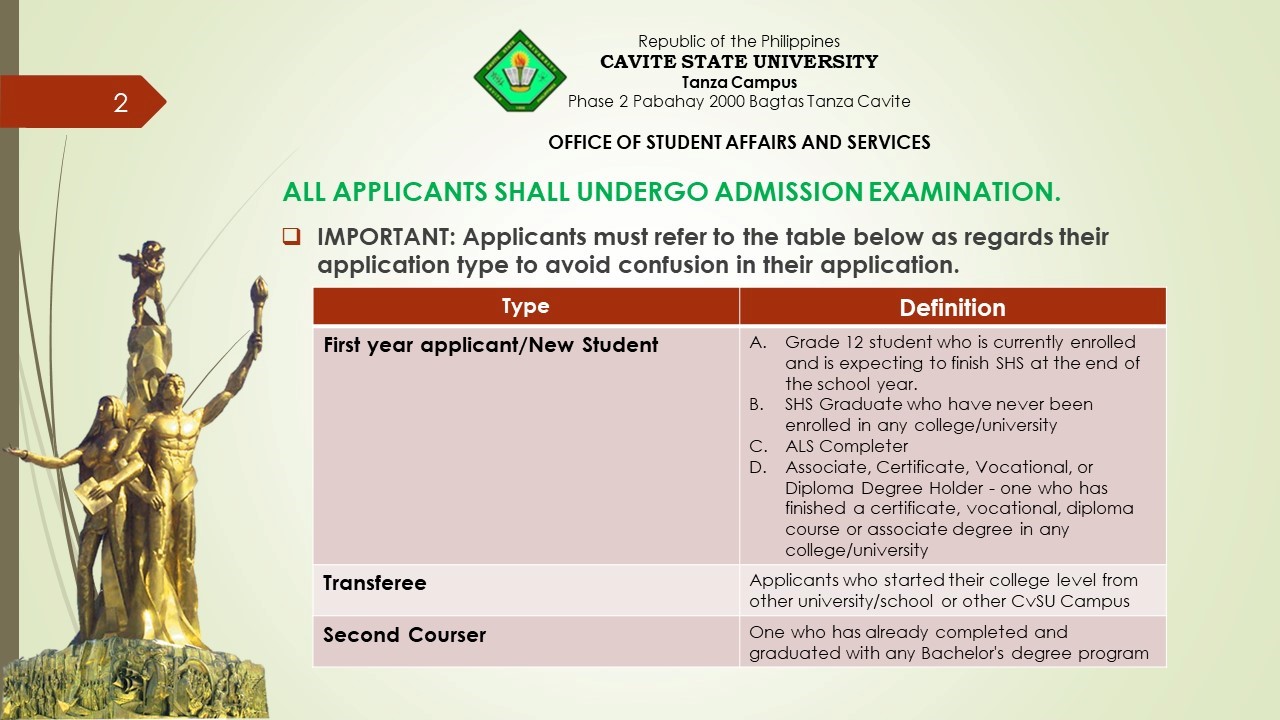 2
Republic of the Philippines
CAVITE STATE UNIVERSITY
Tanza Campus
Phase 2 Pabahay 2000 Bagtas Tanza Cavite
OFFICE OF STUDENT AFFAIRS AND SERVICES
ALL APPLICANTS SHALL UNDERGO ADMISSION EXAMINATION.
IMPORTANT: Applicants must refer to the table below as regards their
application type to avoid confusion in their application.
Type
Definition
First year applicant/New Student
A. Grade 12 student who is currently enrolled
and is expecting to finish SHS at the end of
the school year.
B. SHS Graduate who have never been
enrolled in any college/university
C. ALS Completer
D. Associate, Certificate, Vocational, or
Diploma Degree Holder - one who has
finished a certificate, vocational, diploma
course or associate degree in any
college/university
Transferee
Applicants who started their college level from
other university/school or other CvSU Campus
Second Courser
One who has already completed and
graduated with any Bachelor's degree program